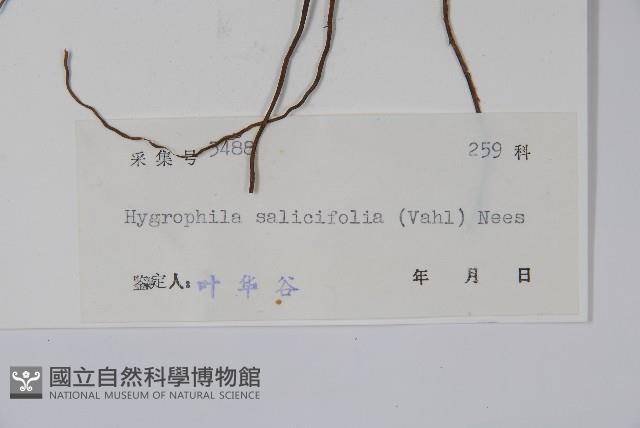 采集号 3488 259 科
Hygrophila salicifolia (Vahl) Nees
鉴定人: 叶华谷 年 月 日
國立自然科學博物館
NATIONAL MUSEUM OF NATURAL SCIENCE